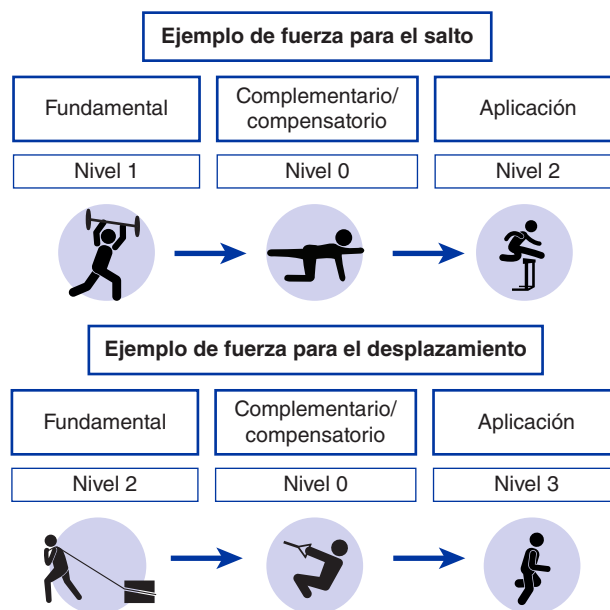 Ejemplo de fuerza para el salto
Fundamental
Complementario/
compensatorio
Aplicación
Nivel 1
Nivel 0
Nivel 2
Ejemplo de fuerza para el desplazamiento
Fundamental
Complementario/
compensatorio
Aplicación
Nivel 2
Nivel 0
Nivel 3